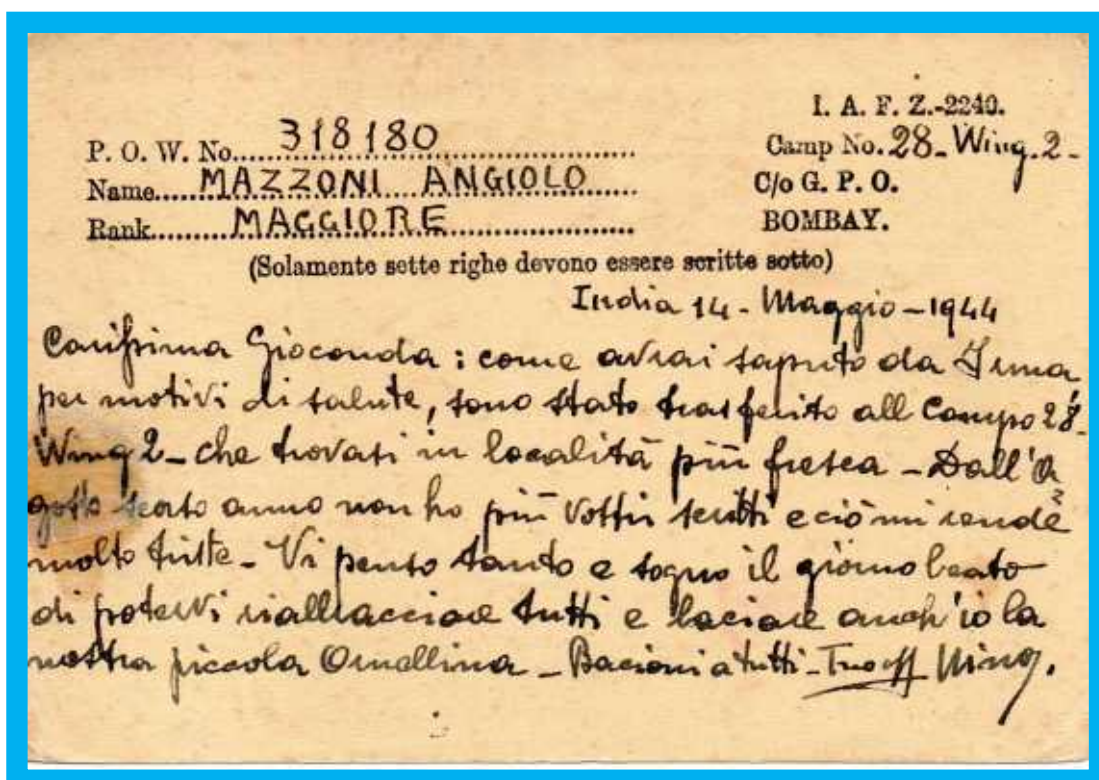 I. A. F. Z.-2240.
P. O. W. No. 318180
Camp No. 28 - Wing. 2 -
Name MAZZONI ANGIOLO
C/o G. P. O.
Rank MAGGIORE
BOMBAY.
(Solamente sette righe devono essere scritte sotto)
India 14 - Maggio - 1944
Carissima Gioconda : come avrai saputo da
per motivi di salute, sono stato trasferito all Campo 28 -
Wing 2 - che trovasi in località più fresca - Dall'A
gosto scorso anno non ho più Vostri scritti e ciò mi rende
molto triste - Vi penso tanto e sogno il giorno beato
di potervi riabbracciare tutti e baciare anch'io la
nostra piccola Ornellina - Bacioni a tutti - Tuo aff Nino.